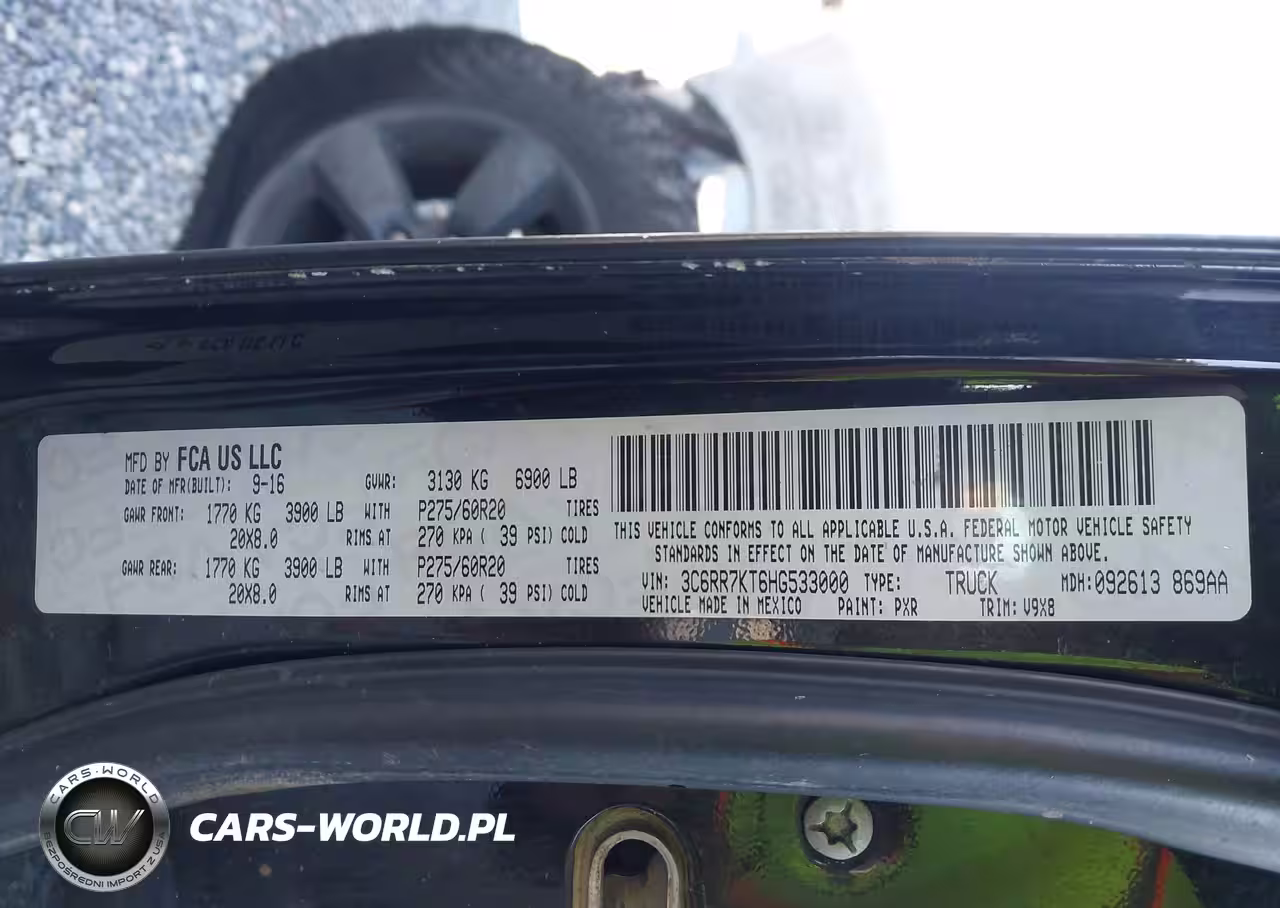 MFD BY FCA US LLC
DATE OF MFR(BUILT): 9-16 GVWR: 3130 KG 6900 LB
GAWR FRONT: 1770 KG 3900 LB WITH P275/60R20 TIRES
20X8.0 RIMS AT 270 KPA ( 39 PSI) COLD
GAWR REAR: 1770 KG 3900 LB WITH P275/60R20 TIRES
20X8.0 RIMS AT 270 KPA ( 39 PSI) COLD
THIS VEHICLE CONFORMS TO ALL APPLICABLE U.S.A. FEDERAL MOTOR VEHICLE SAFETY
STANDARDS IN EFFECT ON THE DATE OF MANUFACTURE SHOWN ABOVE.
VIN: 3C6RR7KT6HG533000 TYPE: TRUCK MDH:092613 869AA
VEHICLE MADE IN MEXICO PAINT: PXR TRIM: V9X8
CARS-WORLD
CW
BEZPOŚREDNI IMPORT Z USA
CARS-WORLD.PL